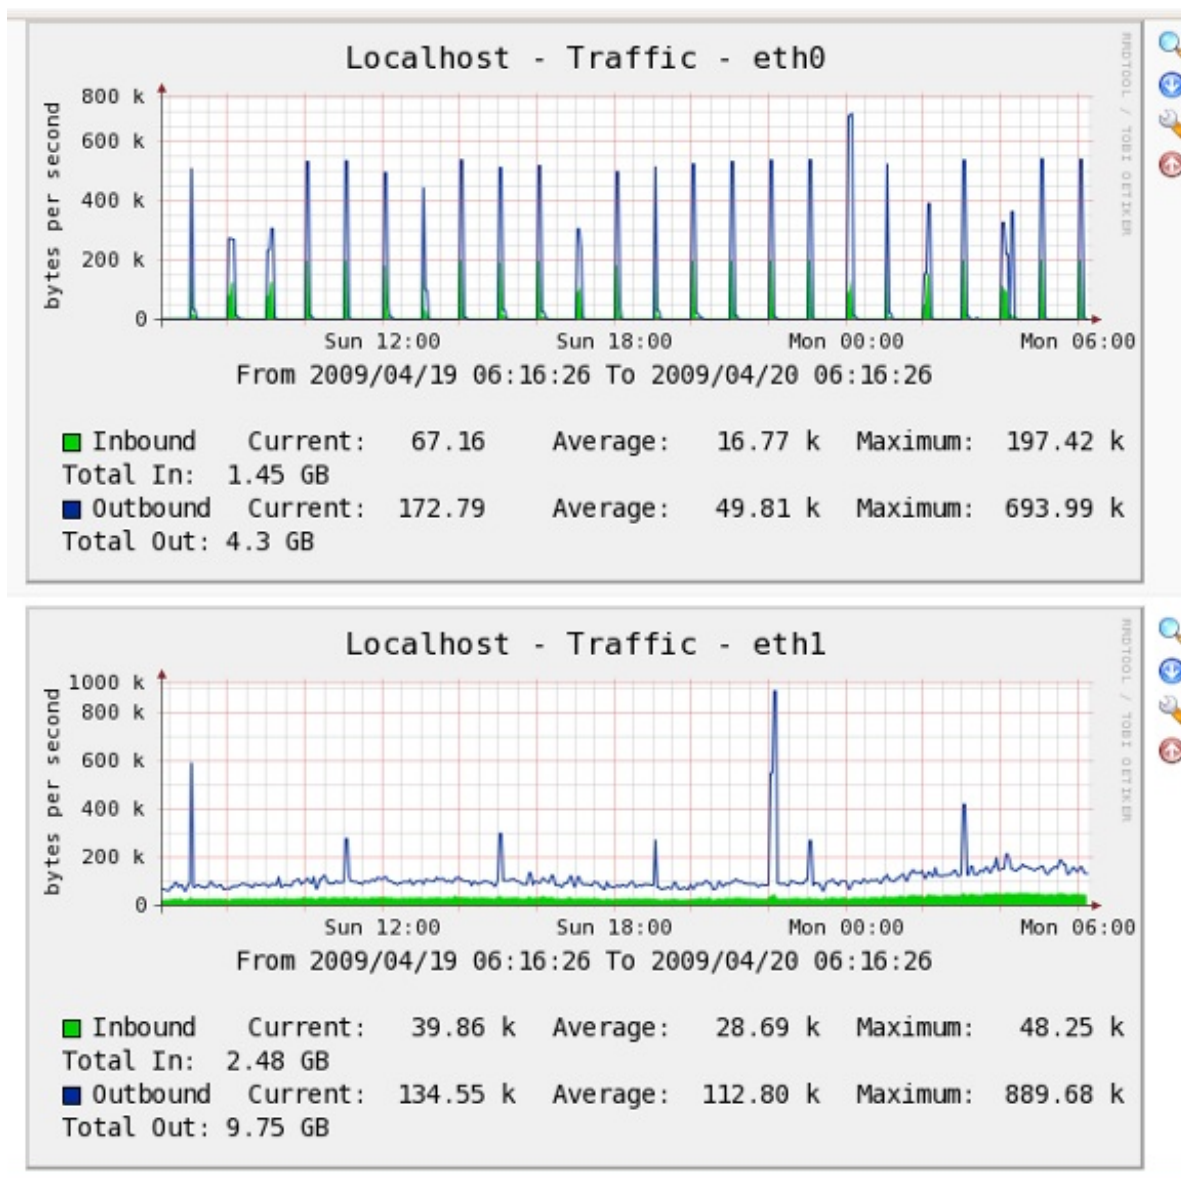 Localhost - Traffic - eth0
RRDTOOL / TOBI OETIKER
bytes per second
800 k
600 k
400 k
200 k
0
Sun 12:00 Sun 18:00 Mon 00:00 Mon 06:00
From 2009/04/19 06:16:26 To 2009/04/20 06:16:26
Inbound Current: 67.16 Average: 16.77 k Maximum: 197.42 k
Total In: 1.45 GB
Outbound Current: 172.79 Average: 49.81 k Maximum: 693.99 k
Total Out: 4.3 GB
Localhost - Traffic - eth1
RRDTOOL / TOBI OETIKER
bytes per second
1000 k
800 k
600 k
400 k
200 k
0
Sun 12:00 Sun 18:00 Mon 00:00 Mon 06:00
From 2009/04/19 06:16:26 To 2009/04/20 06:16:26
Inbound Current: 39.86 k Average: 28.69 k Maximum: 48.25 k
Total In: 2.48 GB
Outbound Current: 134.55 k Average: 112.80 k Maximum: 889.68 k
Total Out: 9.75 GB